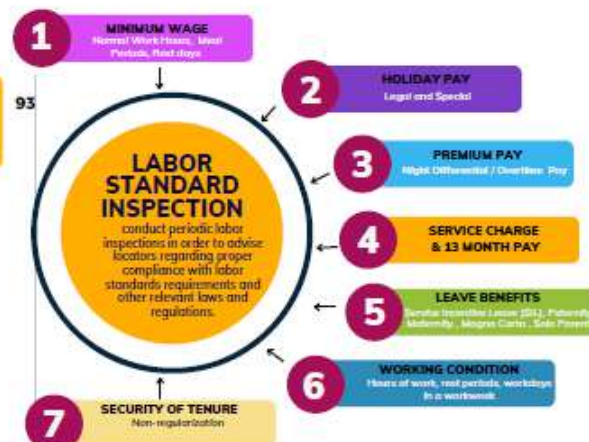 1
MINIMUM WAGE
Normal Work Hours, Meal
Periods, Rest days
2
HOLIDAY PAY
Legal and Special
93
LABOR
STANDARD
INSPECTION
conduct periodic labor
inspections in order to advise
locators regarding proper
compliance with labor
standards requirements and
other relevant laws and
regulations.
3
PREMIUM PAY
Night Differential / Overtime Pay
4
SERVICE CHARGE
& 13 MONTH PAY
5
LEAVE BENEFITS
Service Incentive Leave (SIL), Paternity
Maternity , Magna Carta , Solo Parent
6
WORKING CONDITION
Hours of work, rest periods, workdays
in a workweek
7
SECURITY OF TENURE
Non-regularization